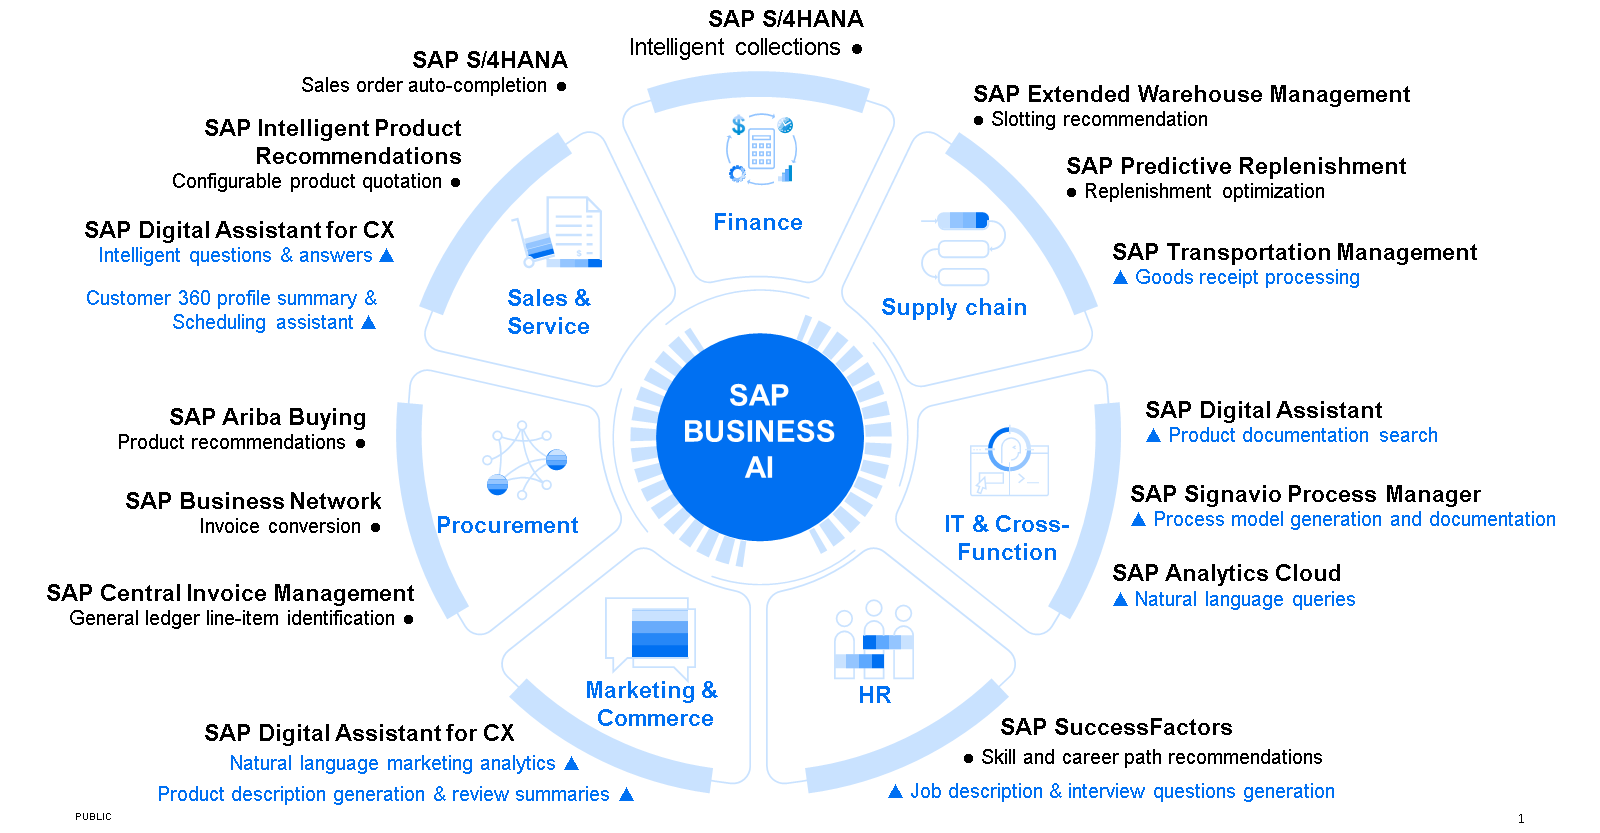 SAP S/4HANA
Intelligent collections ●
SAP S/4HANA
Sales order auto-completion ●
SAP Intelligent Product
Recommendations
Configurable product quotation ●
SAP Digital Assistant for CX
Intelligent questions & answers ▲
Customer 360 profile summary &
Scheduling assistant ▲
SAP Ariba Buying
Product recommendations ●
SAP Business Network
Invoice conversion ●
SAP Central Invoice Management
General ledger line-item identification ●
SAP Digital Assistant for CX
Natural language marketing analytics ▲
Product description generation & review summaries ▲
$
Finance
Sales &
Service
Supply chain
SAP
BUSINESS
AI
Procurement
IT & Cross-
Function
Marketing &
Commerce
HR
SAP Extended Warehouse Management
● Slotting recommendation
SAP Predictive Replenishment
● Replenishment optimization
SAP Transportation Management
▲ Goods receipt processing
SAP Digital Assistant
▲ Product documentation search
SAP Signavio Process Manager
▲ Process model generation and documentation
SAP Analytics Cloud
▲ Natural language queries
SAP SuccessFactors
● Skill and career path recommendations
▲ Job description & interview questions generation
PUBLIC
1